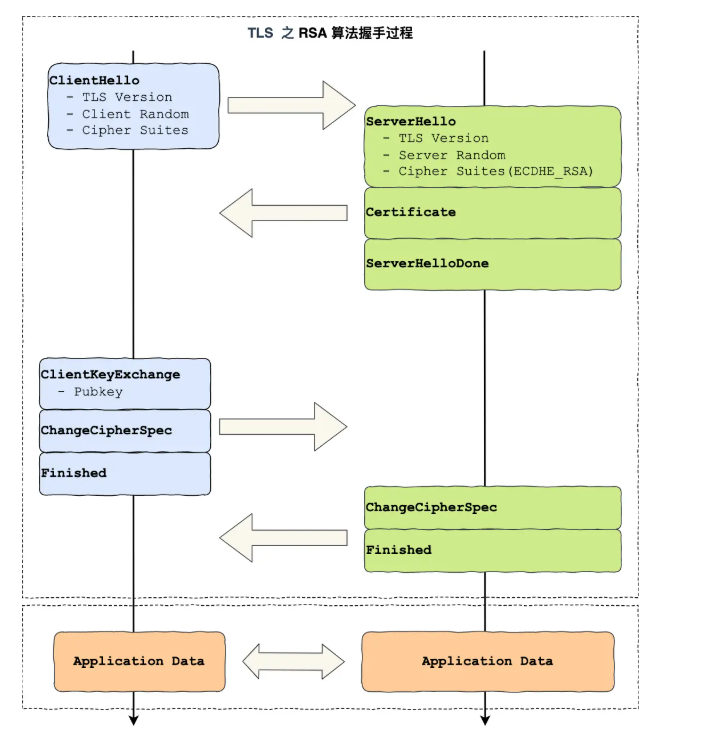 TLS 之 RSA 算法握手过程
ClientHello
- TLS Version
- Client Random
- Cipher Suites
ServerHello
- TLS Version
- Server Random
- Cipher Suites(ECDHE_RSA)
Certificate
ServerHelloDone
ClientKeyExchange
- Pubkey
ChangeCipherSpec
Finished
ChangeCipherSpec
Finished
Application Data
Application Data